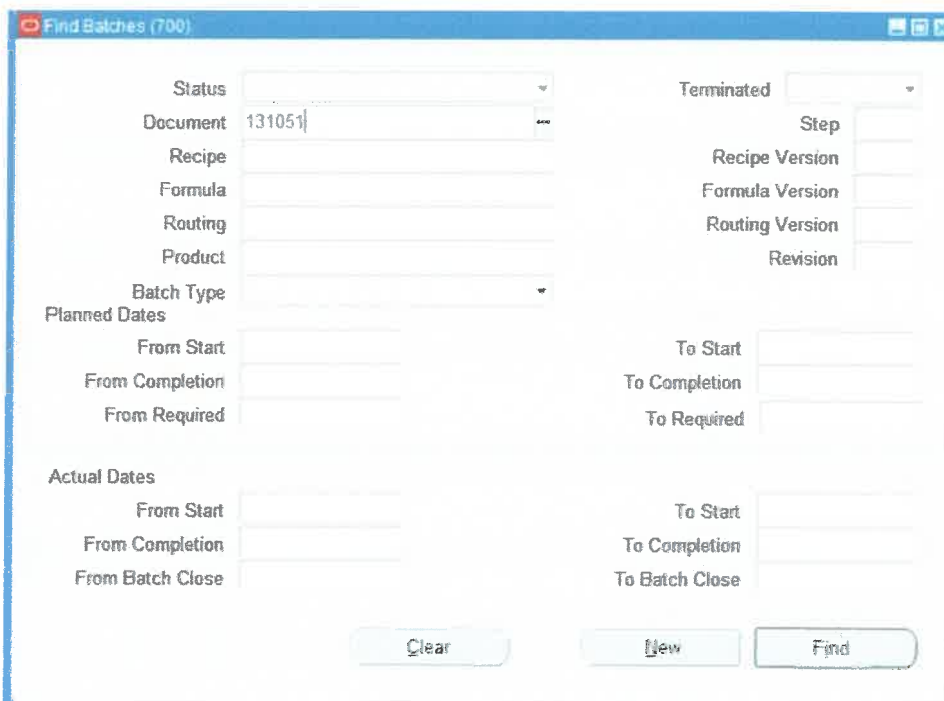 Find Batches (700)
Status Terminated
Document 131051 Step
Recipe Recipe Version
Formula Formula Version
Routing Routing Version
Product Revision
Batch Type
Planned Dates
From Start To Start
From Completion To Completion
From Required To Required
Actual Dates
From Start To Start
From Completion To Completion
From Batch Close To Batch Close
Clear New Find